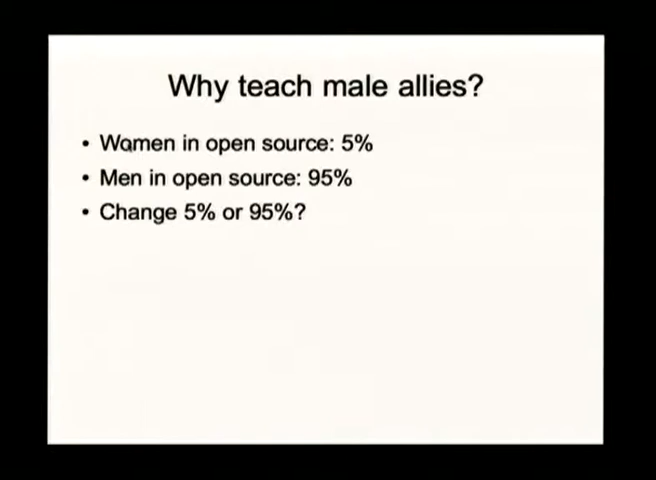 Why teach male allies?
• Women in open source: 5%
• Men in open source: 95%
• Change 5% or 95%?